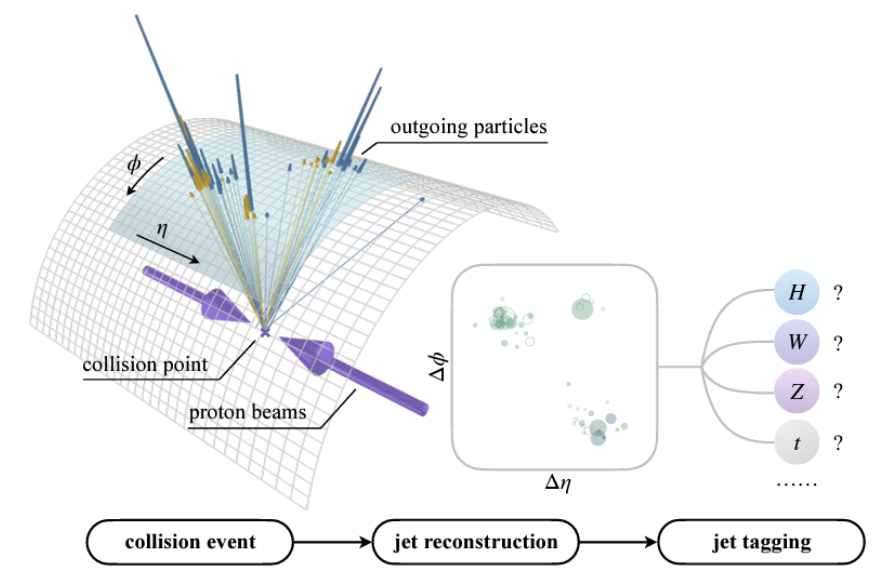 outgoing particles
ϕ
η
collision point
proton beams
Δϕ
Δη
H ?
W ?
Z ?
t ?
......
collision event
jet reconstruction
jet tagging